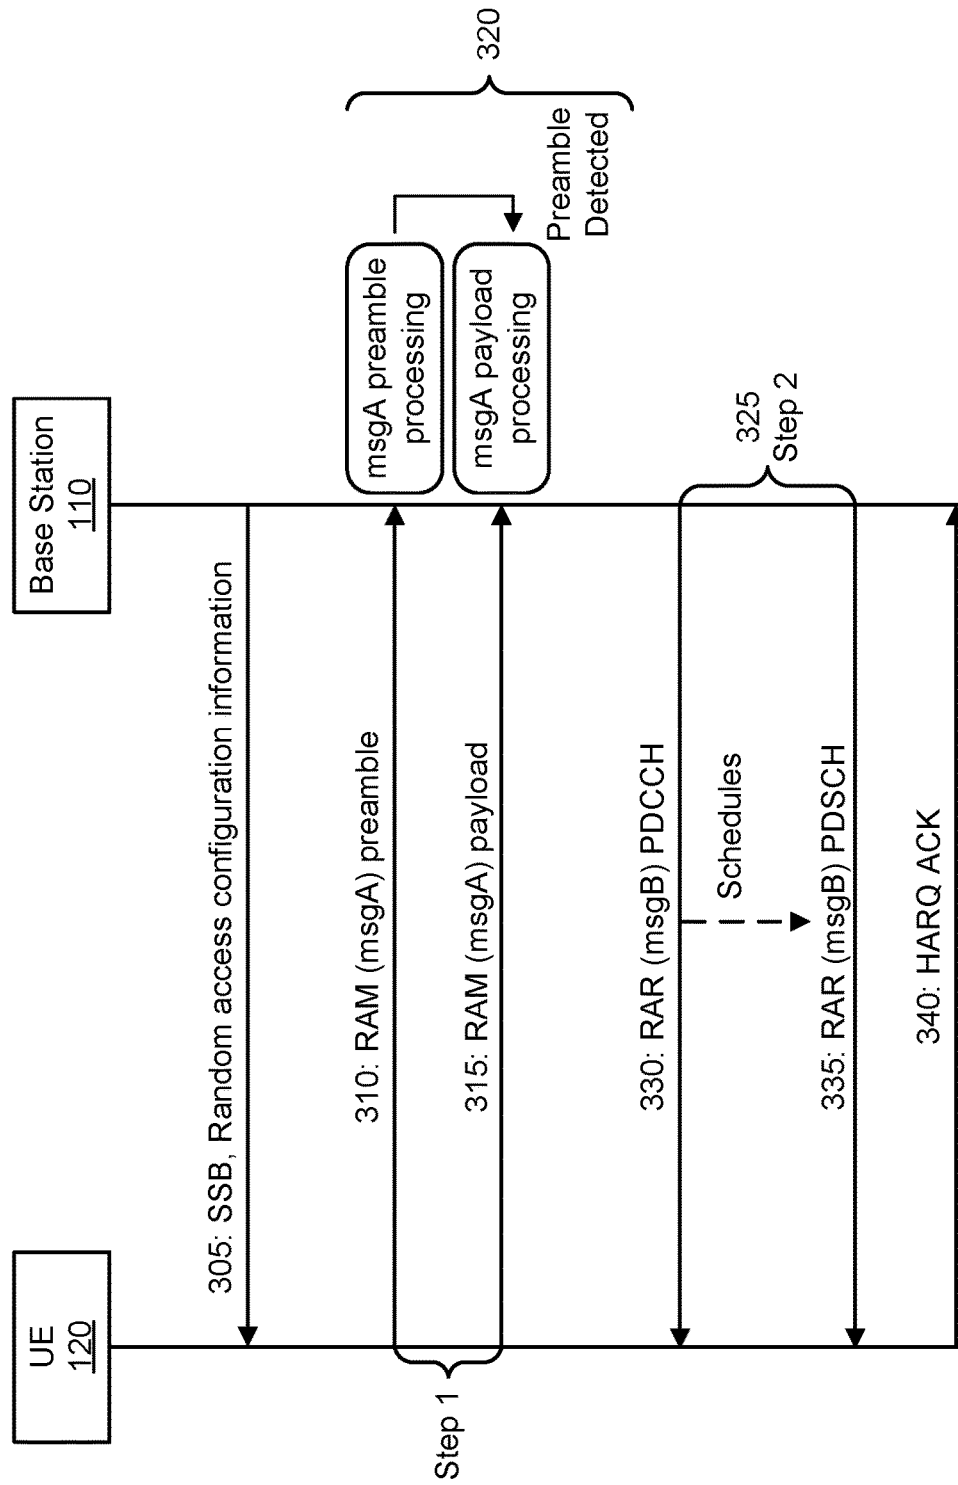 UE
120
Base Station
110
305: SSB, Random access configuration information
Step 1
310: RAM (msgA) preamble
msgA preamble
processing
315: RAM (msgA) payload
msgA payload
processing
Preamble
Detected
320
330: RAR (msgB) PDCCH
Schedules
325
Step 2
335: RAR (msgB) PDSCH
340: HARQ ACK